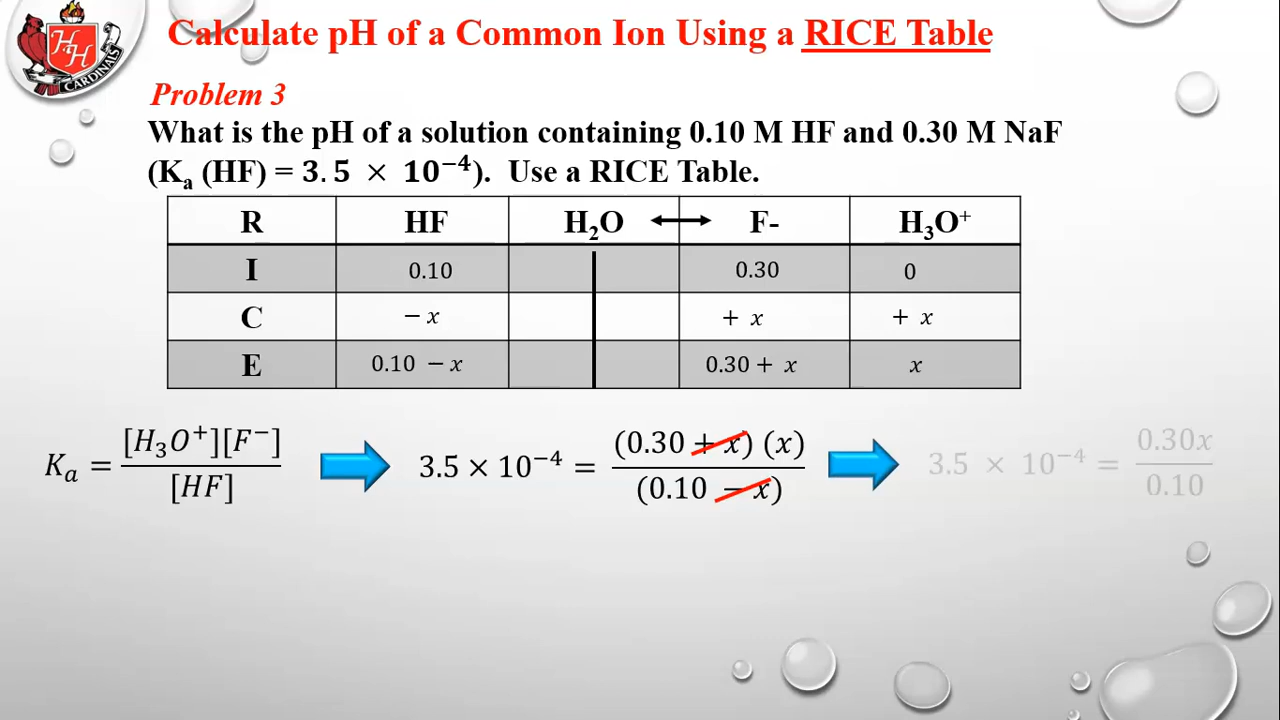 H H
CARDINALS
Calculate pH of a Common Ion Using a RICE Table
Problem 3
What is the pH of a solution containing 0.10 M HF and 0.30 M NaF
(Kₐ (HF) = 3.5 × 10⁻⁴). Use a RICE Table.
R HF H₂O ⟷ F- H₃O⁺
I 0.10 0.30 0
C − x + x + x
E 0.10 − x 0.30 + x x
Kₐ = [H₃O⁺][F⁻] / [HF] 3.5 × 10⁻⁴ = (0.30 + x) (x) / (0.10 − x) 3.5 × 10⁻⁴ = 0.30x / 0.10